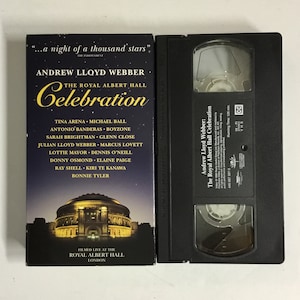 "...a night of a thousand stars"
ANDREW LLOYD WEBBER
THE ROYAL ALBERT HALL
Celebration
TINA ARENA · MICHAEL BALL
ANTONIO BANDERAS · BOYZONE
SARAH BRIGHTMAN · GLENN CLOSE
JULIAN LLOYD WEBBER · MARCUS LOVETT
LOTTIE MAYOR · DENNIS O'NEILL
DONNY OSMOND · ELAINE PAIGE
RAY SHELL · KIRI TE KANAWA
BONNIE TYLER
FILMED LIVE AT THE
ROYAL ALBERT HALL
LONDON
Andrew Lloyd Webber:
The Royal Albert Hall Celebration